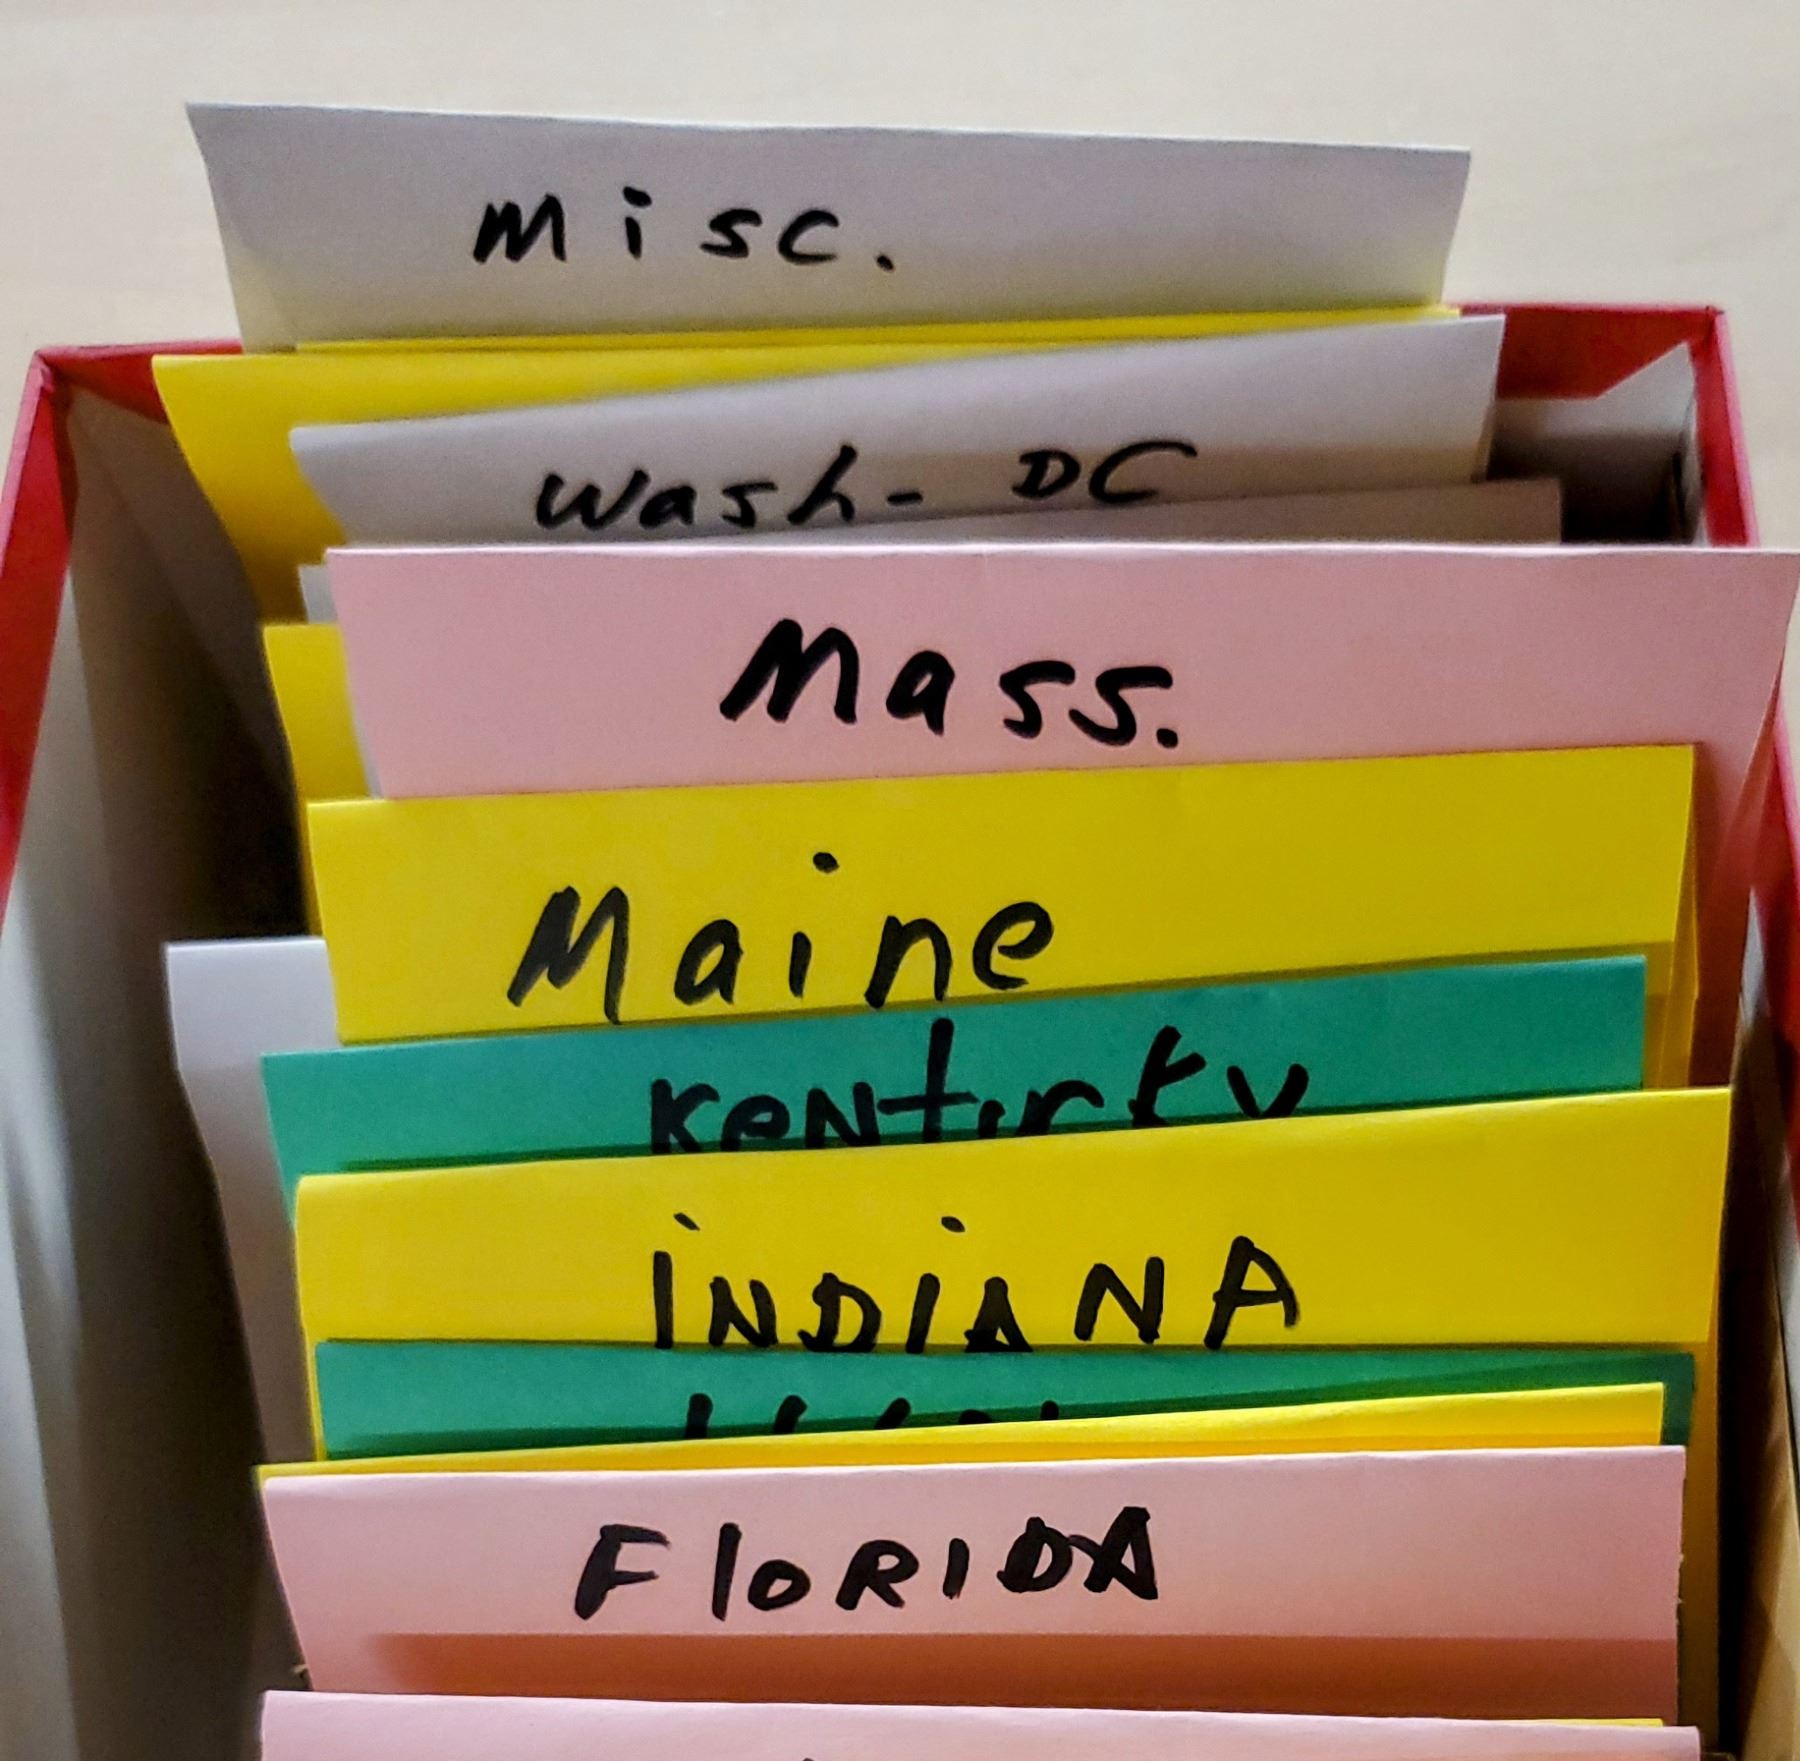 Misc.
Wash- DC
Mass.
Maine
Kentucky
iNDiANA
FloRIDA